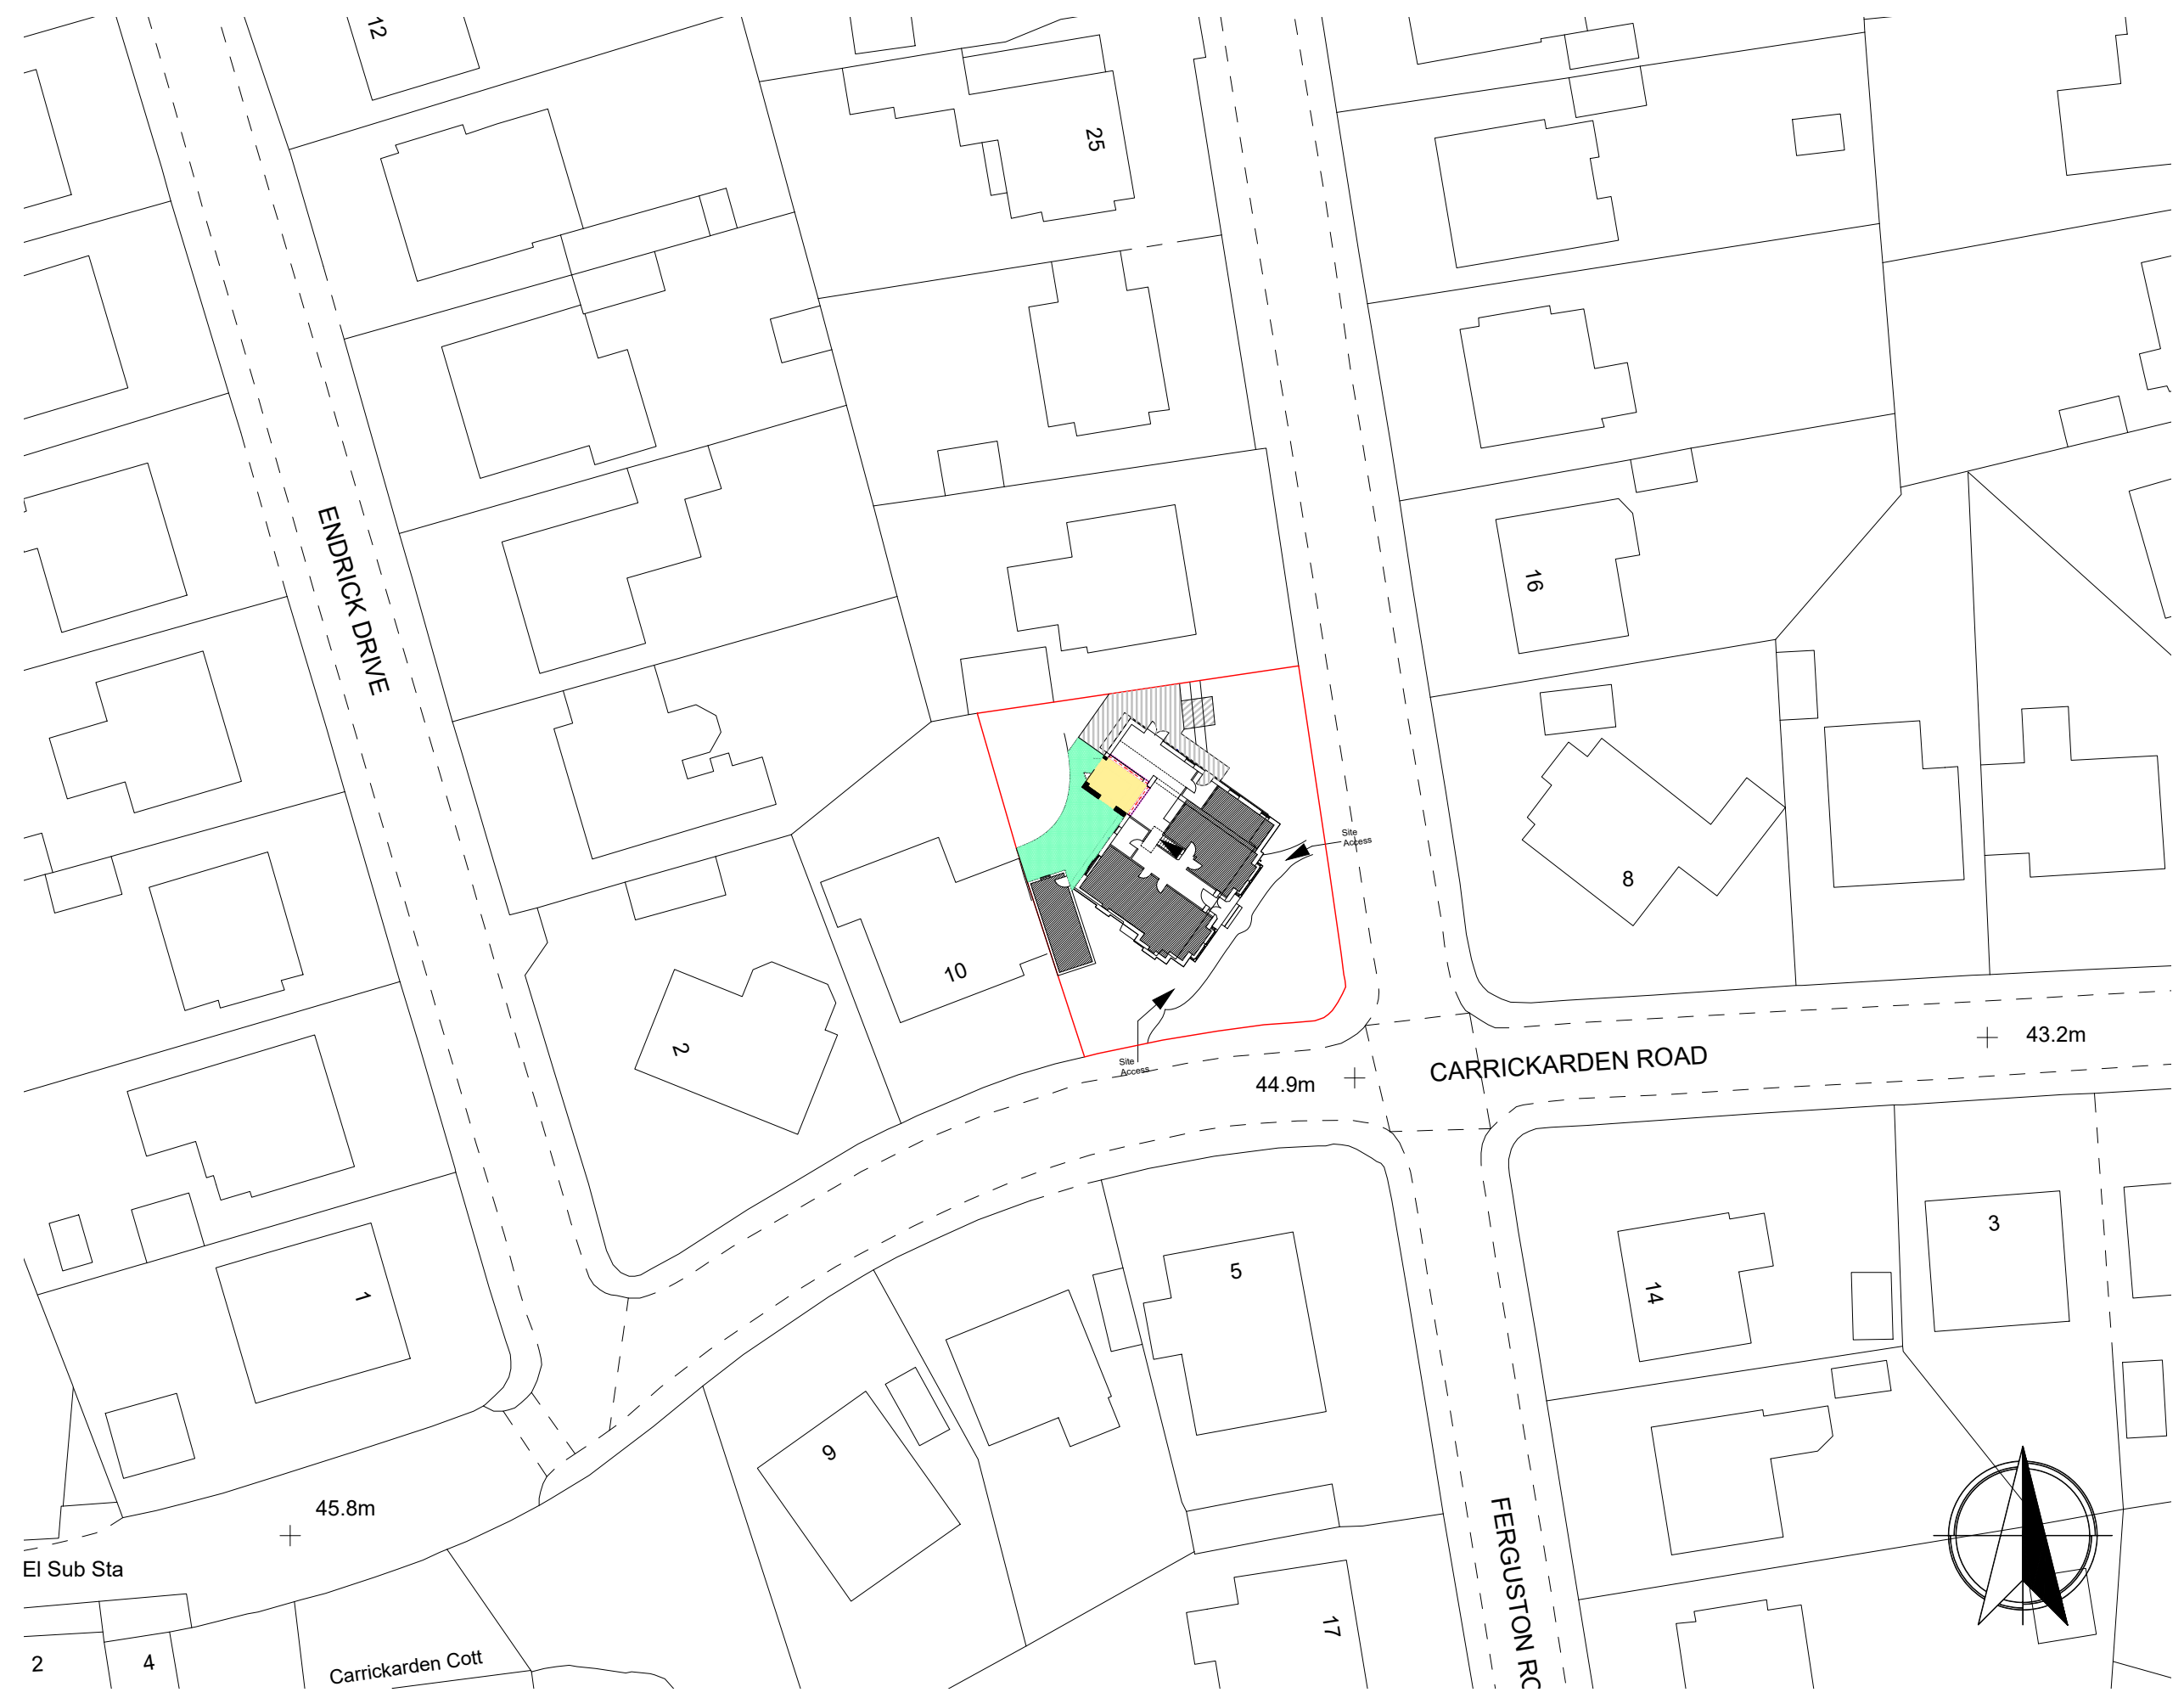 12
25
ENDRICK DRIVE
16
Site
Access
8
10
2
Site
Access
44.9m
CARRICKARDEN ROAD
43.2m
3
5
14
1
9
45.8m
El Sub Sta
FERGUSTON RO
17
2
4
Carrickarden Cott